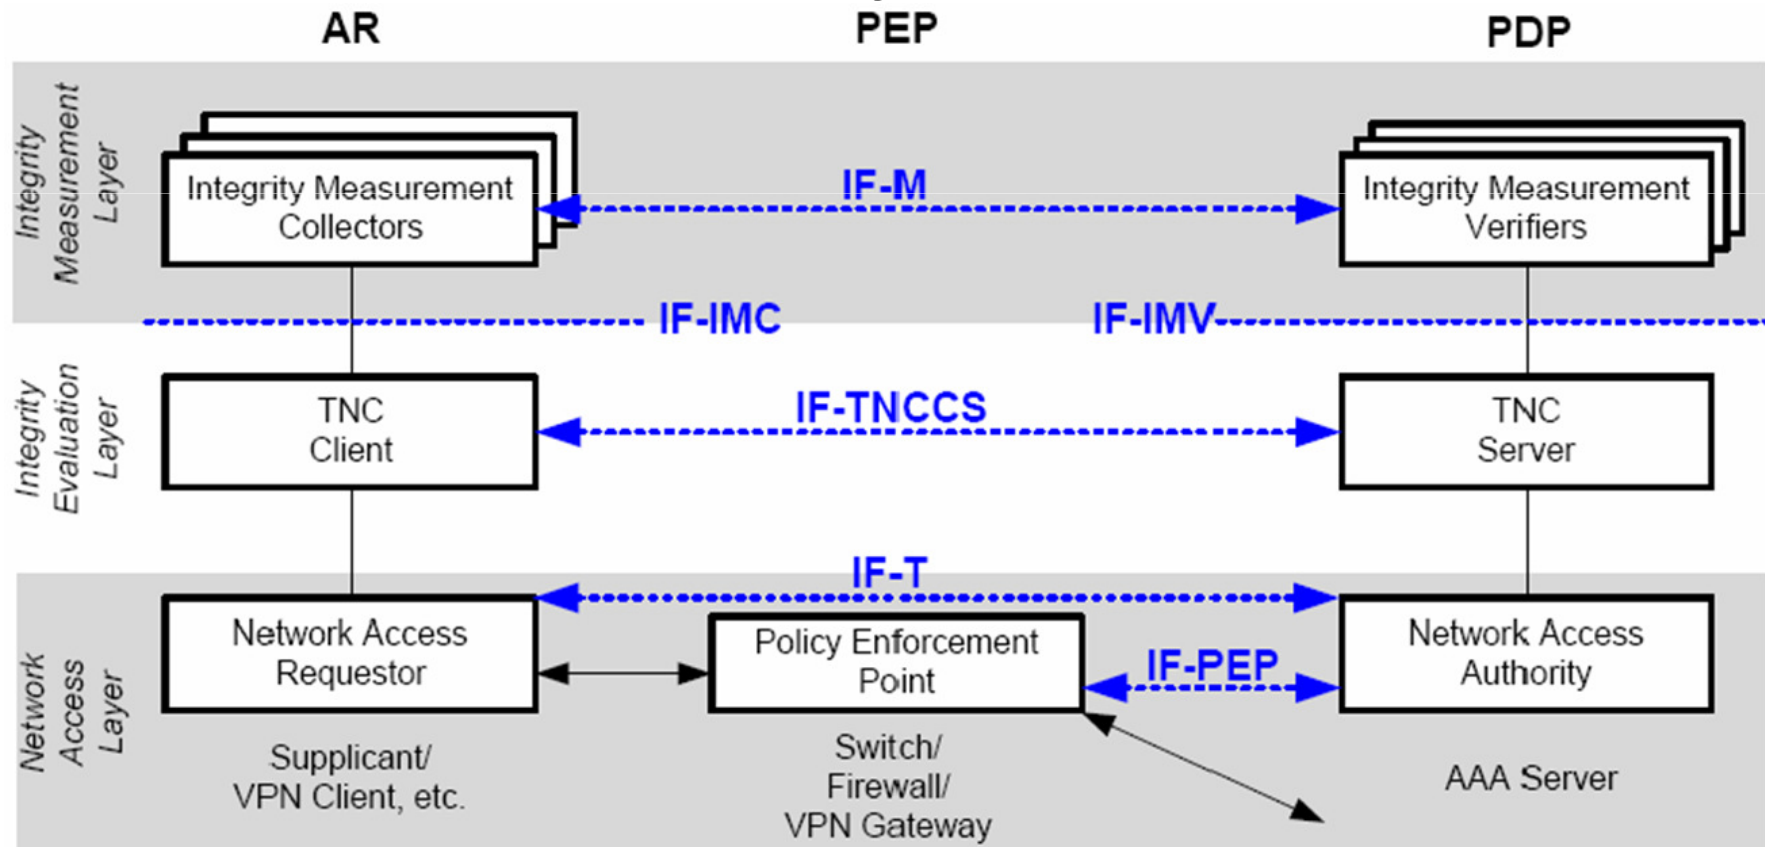 AR
PEP
PDP
Integrity
Measurement
Layer
Integrity Measurement
Collectors
IF-M
Integrity Measurement
Verifiers
IF-IMC
IF-IMV
Integrity
Evaluation
Layer
TNC
Client
IF-TNCCS
TNC
Server
Network
Access
Layer
IF-T
Network Access
Requestor
Policy Enforcement
Point
IF-PEP
Network Access
Authority
Supplicant/
VPN Client, etc.
Switch/
Firewall/
VPN Gateway
AAA Server